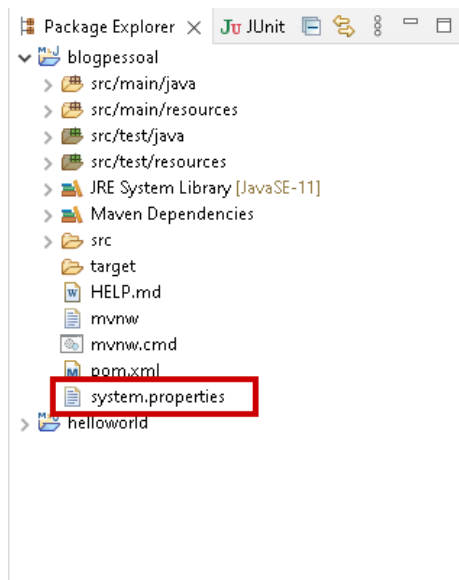 Package Explorer JUnit
blogpessoal
src/main/java
src/main/resources
src/test/java
src/test/resources
JRE System Library [JavaSE-11]
Maven Dependencies
src
target
HELP.md
mvnw
mvnw.cmd
pom.xml
system.properties
helloworld